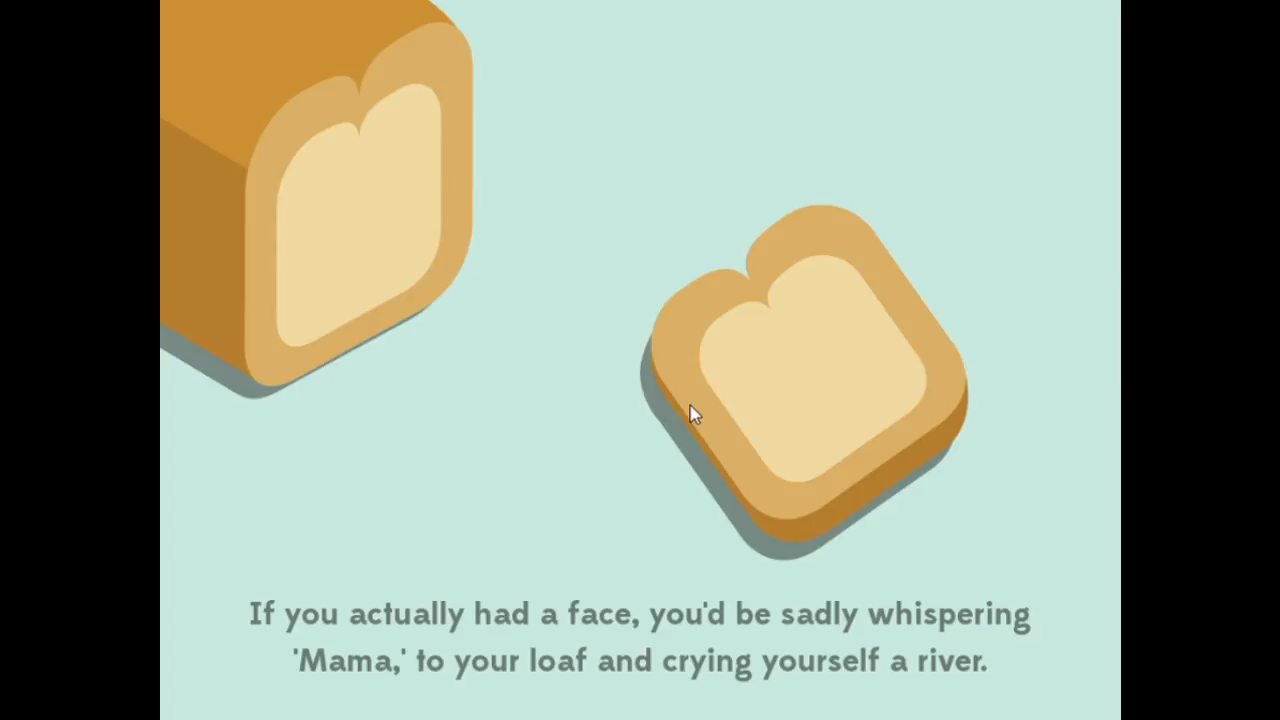 If you actually had a face, you'd be sadly whispering
'Mama,' to your loaf and crying yourself a river.